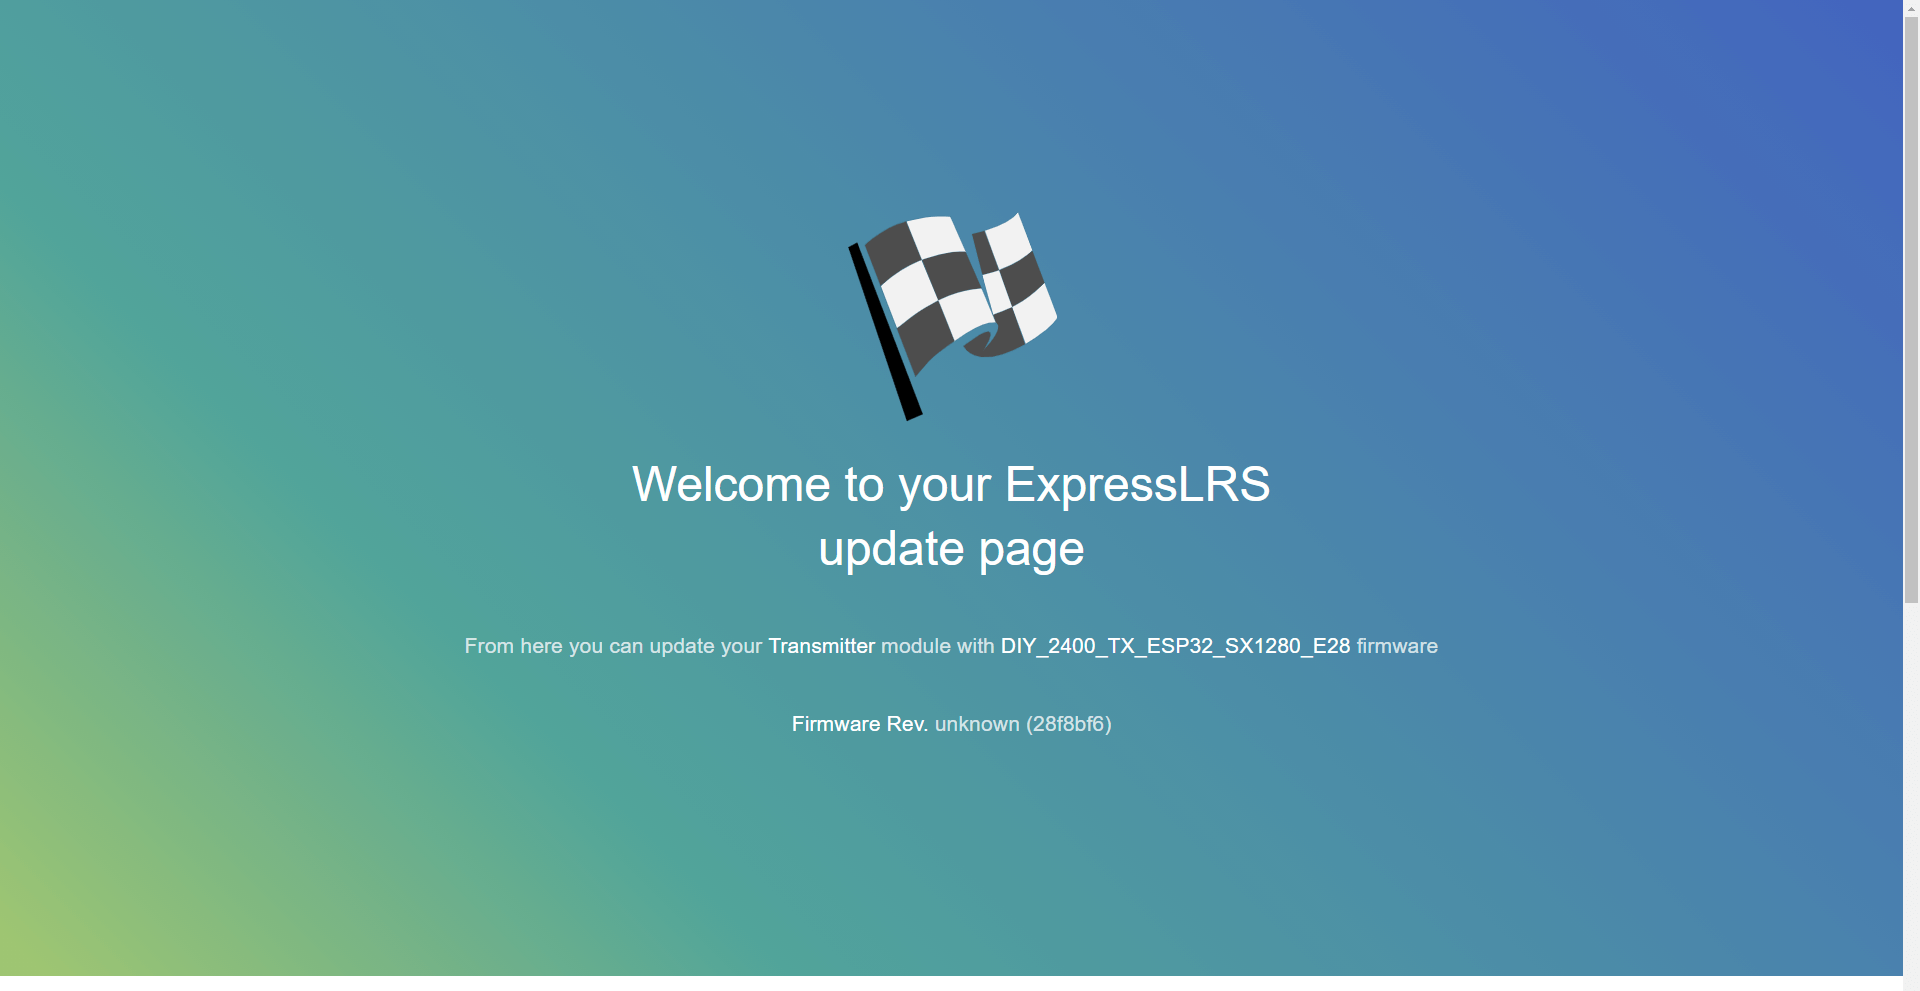 Welcome to your ExpressLRS
update page
From here you can update your Transmitter module with DIY_2400_TX_ESP32_SX1280_E28 firmware
Firmware Rev. unknown (28f8bf6)